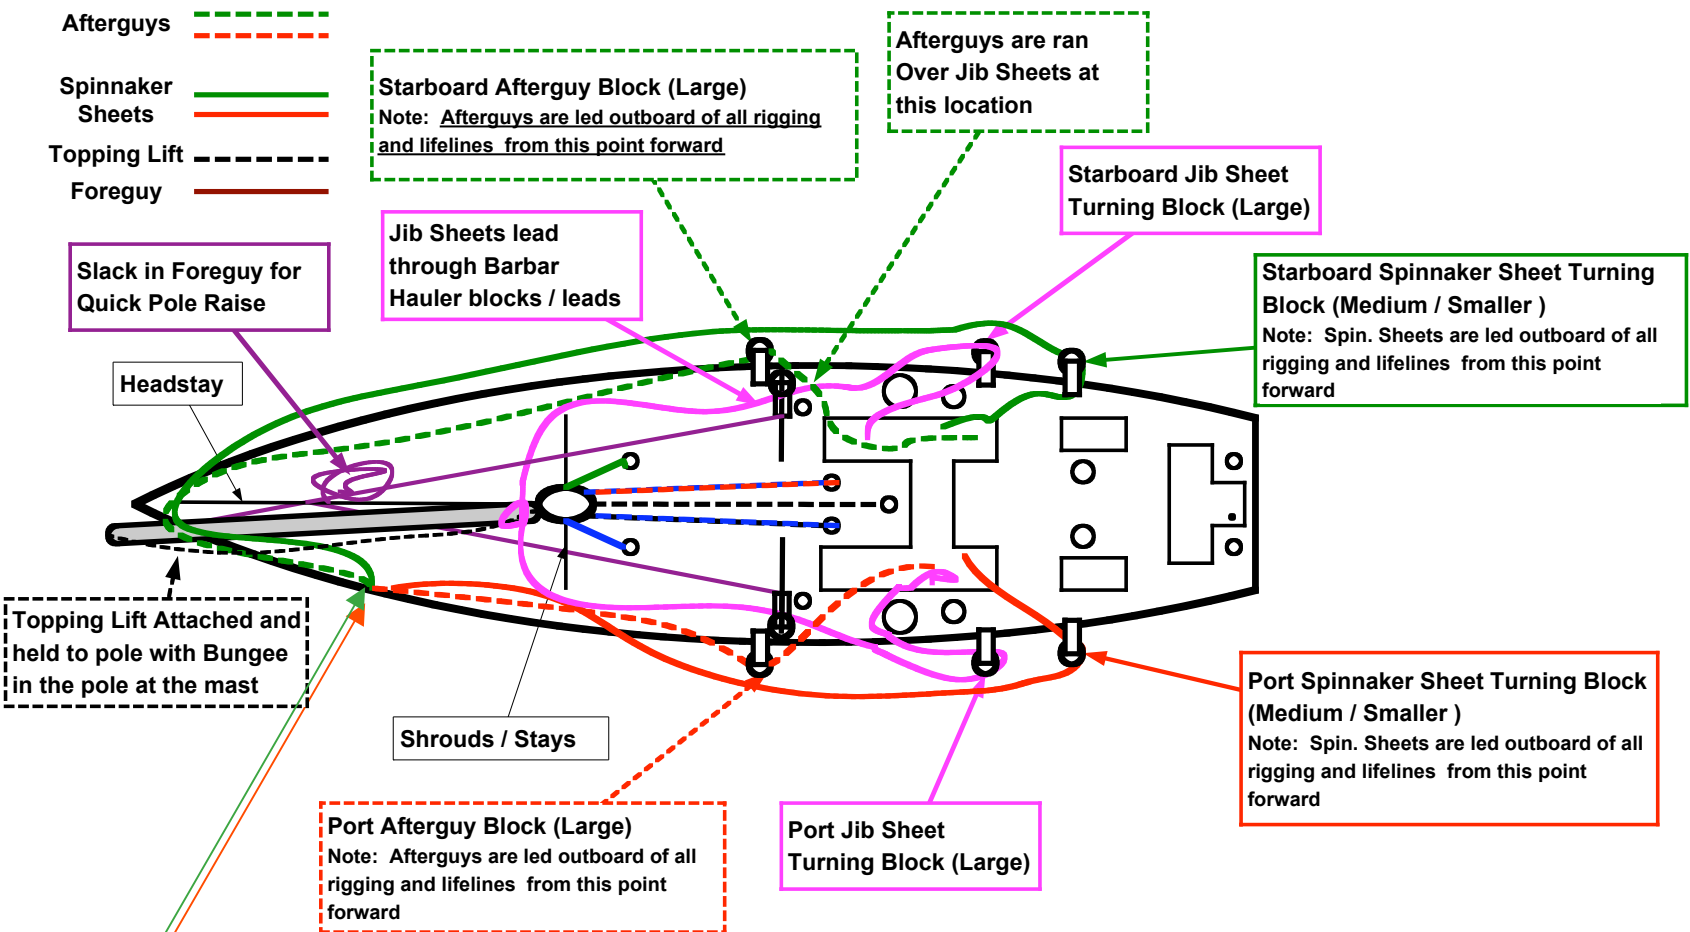 Afterguys
Spinnaker
Sheets
Topping Lift
Foreguy
Starboard Afterguy Block (Large)
Note: Afterguys are led outboard of all rigging
and lifelines from this point forward
Afterguys are ran
Over Jib Sheets at
this location
Starboard Jib Sheet
Turning Block (Large)
Slack in Foreguy for
Quick Pole Raise
Jib Sheets lead
through Barbar
Hauler blocks / leads
Starboard Spinnaker Sheet Turning
Block (Medium / Smaller )
Note: Spin. Sheets are led outboard of all
rigging and lifelines from this point
forward
Headstay
Topping Lift Attached and
held to pole with Bungee
in the pole at the mast
Shrouds / Stays
Port Afterguy Block (Large)
Note: Afterguys are led outboard of all
rigging and lifelines from this point
forward
Port Jib Sheet
Turning Block (Large)
Port Spinnaker Sheet Turning Block
(Medium / Smaller )
Note: Spin. Sheets are led outboard of all
rigging and lifelines from this point
forward